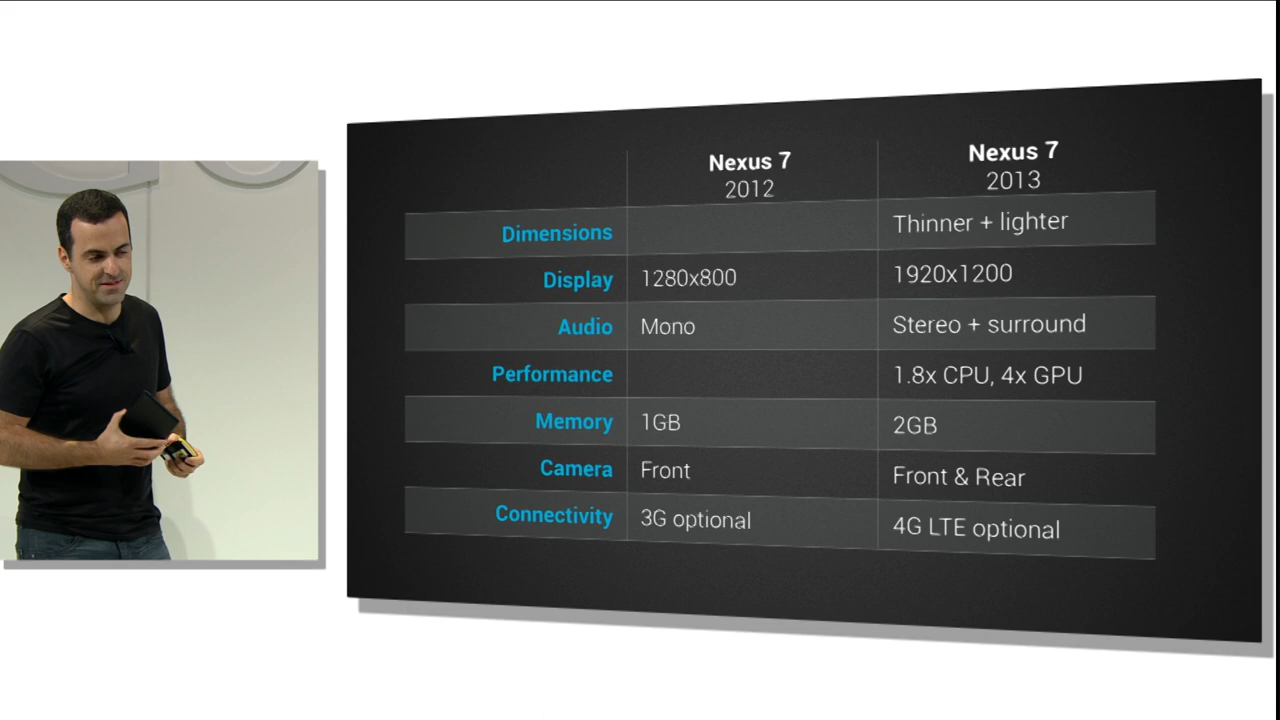 Nexus 7
2012
Nexus 7
2013
Dimensions Thinner + lighter
Display 1280x800 1920x1200
Audio Mono Stereo + surround
Performance 1.8x CPU, 4x GPU
Memory 1GB 2GB
Camera Front Front & Rear
Connectivity 3G optional 4G LTE optional